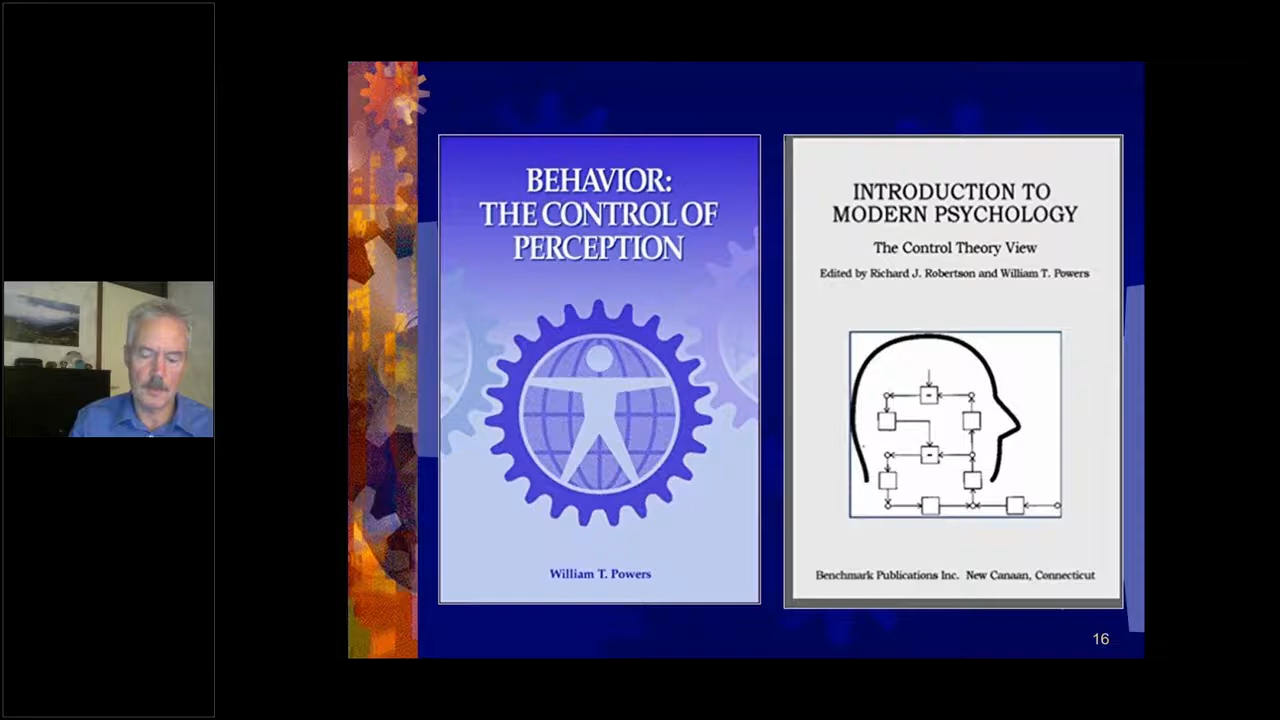 BEHAVIOR:
THE CONTROL OF
PERCEPTION
William T. Powers
INTRODUCTION TO
MODERN PSYCHOLOGY
The Control Theory View
Edited by Richard J. Robertson and William T. Powers
-
-
Benchmark Publications Inc. New Canaan, Connecticut
16